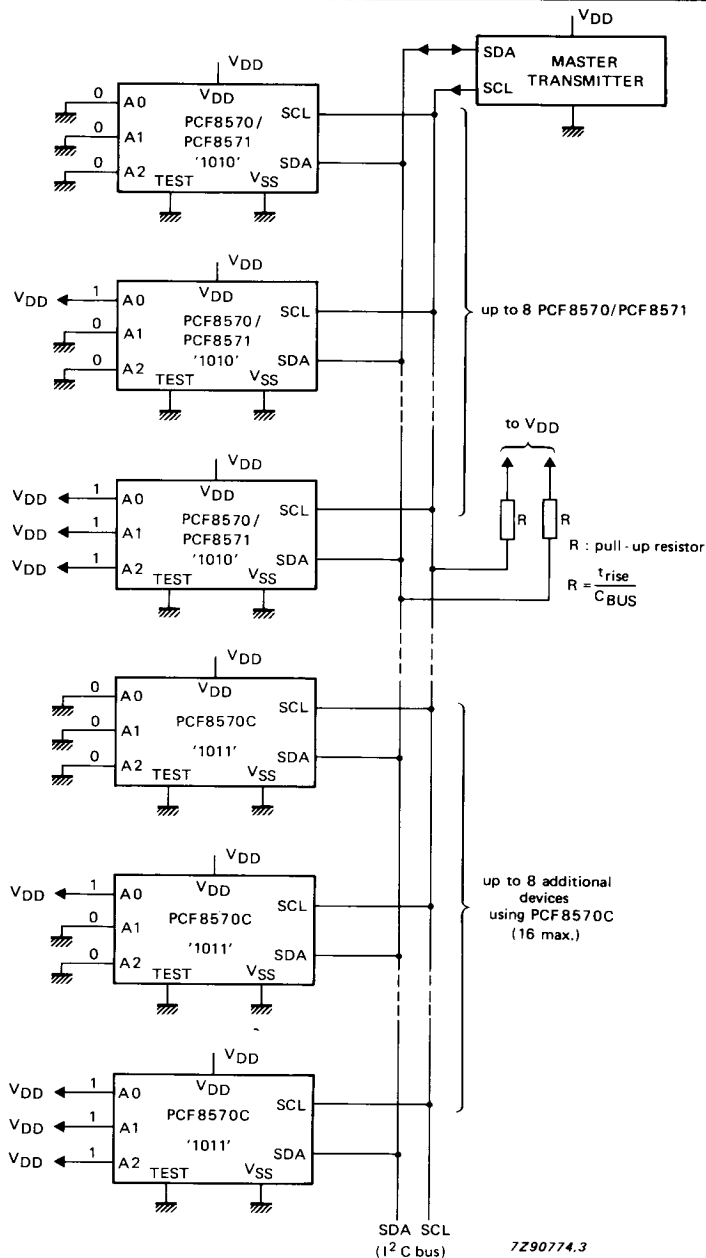 VDD
SDA
MASTER
TRANSMITTER
SCL
VDD
0 A0
VDD
SCL
0 A1
PCF8570/
PCF8571
'1010'
0 A2
SDA
TEST
VSS
VDD
VDD 1 A0
VDD
SCL
0 A1
PCF8570/
PCF8571
'1010'
0 A2
SDA
TEST
VSS
up to 8 PCF8570/PCF8571
to VDD
R
R
R : pull-up resistor
R = trise
CBUS
VDD
VDD 1 A0
VDD
SCL
VDD 1 A1
PCF8570/
PCF8571
'1010'
VDD 1 A2
SDA
TEST
VSS
VDD
0 A0
VDD
SCL
0 A1
PCF8570C
'1011'
0 A2
SDA
TEST
VSS
VDD
VDD 1 A0
VDD
SCL
0 A1
PCF8570C
'1011'
0 A2
SDA
TEST
VSS
up to 8 additional
devices
using PCF8570C
(16 max.)
VDD
VDD 1 A0
VDD
SCL
VDD 1 A1
PCF8570C
'1011'
VDD 1 A2
SDA
TEST
VSS
SDA SCL
(I²C bus)
7Z90774.3